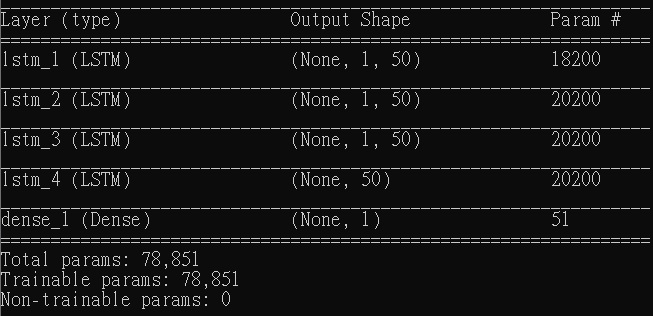 Layer (type) Output Shape Param #
lstm_1 (LSTM) (None, 1, 50) 18200
lstm_2 (LSTM) (None, 1, 50) 20200
lstm_3 (LSTM) (None, 1, 50) 20200
lstm_4 (LSTM) (None, 50) 20200
dense_1 (Dense) (None, 1) 51
Total params: 78,851
Trainable params: 78,851
Non-trainable params: 0